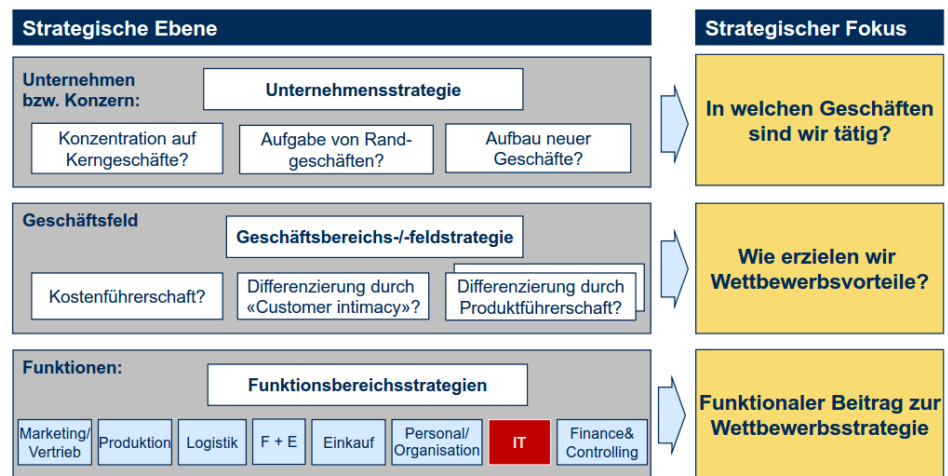 Strategische Ebene
Strategischer Fokus
Unternehmen
bzw. Konzern:
Unternehmensstrategie
Konzentration auf
Kerngeschäfte?
Aufgabe von Rand-
geschäften?
Aufbau neuer
Geschäfte?
In welchen Geschäften
sind wir tätig?
Geschäftsfeld
Geschäftsbereichs-/-feldstrategie
Kostenführerschaft?
Differenzierung durch
«Customer intimacy»?
Differenzierung durch
Produktführerschaft?
Wie erzielen wir
Wettbewerbsvorteile?
Funktionen:
Funktionsbereichsstrategien
Marketing/
Vertrieb
Produktion
Logistik
F + E
Einkauf
Personal/
Organisation
IT
Finance&
Controlling
Funktionaler Beitrag zur
Wettbewerbsstrategie